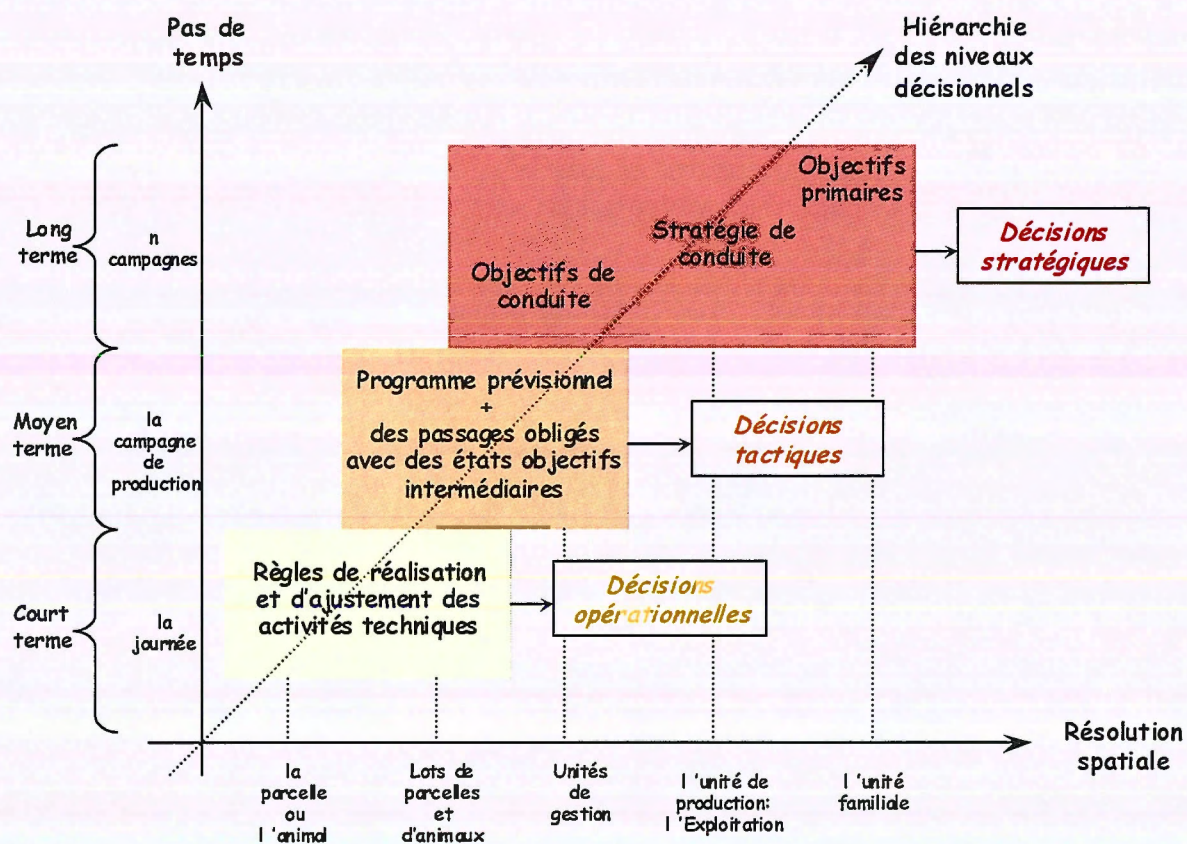 Pas de
temps
Hiérarchie
des niveaux
décisionnels
Long
terme
n
campagnes
Objectifs
primaires
Stratégie de
conduite
Objectifs de
conduite
Décisions
stratégiques
Moyen
terme
la
campagne
de
production
Programme prévisionnel
+
des passages obligés
avec des états objectifs
intermédiaires
Décisions
tactiques
Court
terme
la
journée
Règles de réalisation
et d'ajustement des
activités techniques
Décisions
opérationnelles
Résolution
spatiale
la
parcelle
ou
l 'animal
Lots de
parcelles
et
d'animaux
Unités
de
gestion
l 'unité de
production:
l 'Exploitation
l 'unité
familiale